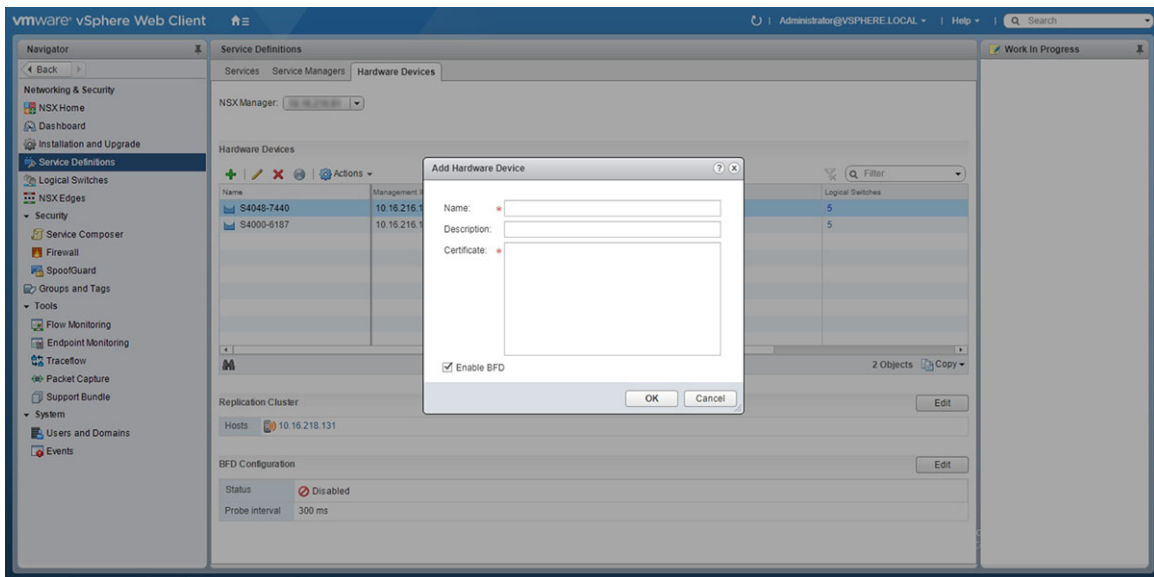 vmware® vSphere Web Client
Administrator@VSPHERE.LOCAL
Help
Search
Navigator
Back
Networking & Security
NSX Home
Dashboard
Installation and Upgrade
Service Definitions
Logical Switches
NSX Edges
Security
Service Composer
Firewall
SpoofGuard
Groups and Tags
Tools
Flow Monitoring
Endpoint Monitoring
Traceflow
Packet Capture
Support Bundle
System
Users and Domains
Events
Service Definitions
Services Service Managers Hardware Devices
NSX Manager:
Hardware Devices
Actions
Filter
Name Management Logical Switches
S4048-7440 10.16.216.1 5
S4000-6187 10.16.216.1 5
2 Objects Copy
Add Hardware Device
Name: *
Description:
Certificate: *
Enable BFD
OK Cancel
Replication Cluster Edit
Hosts 10.16.218.131
BFD Configuration Edit
Status Disabled
Probe interval 300 ms
Work In Progress